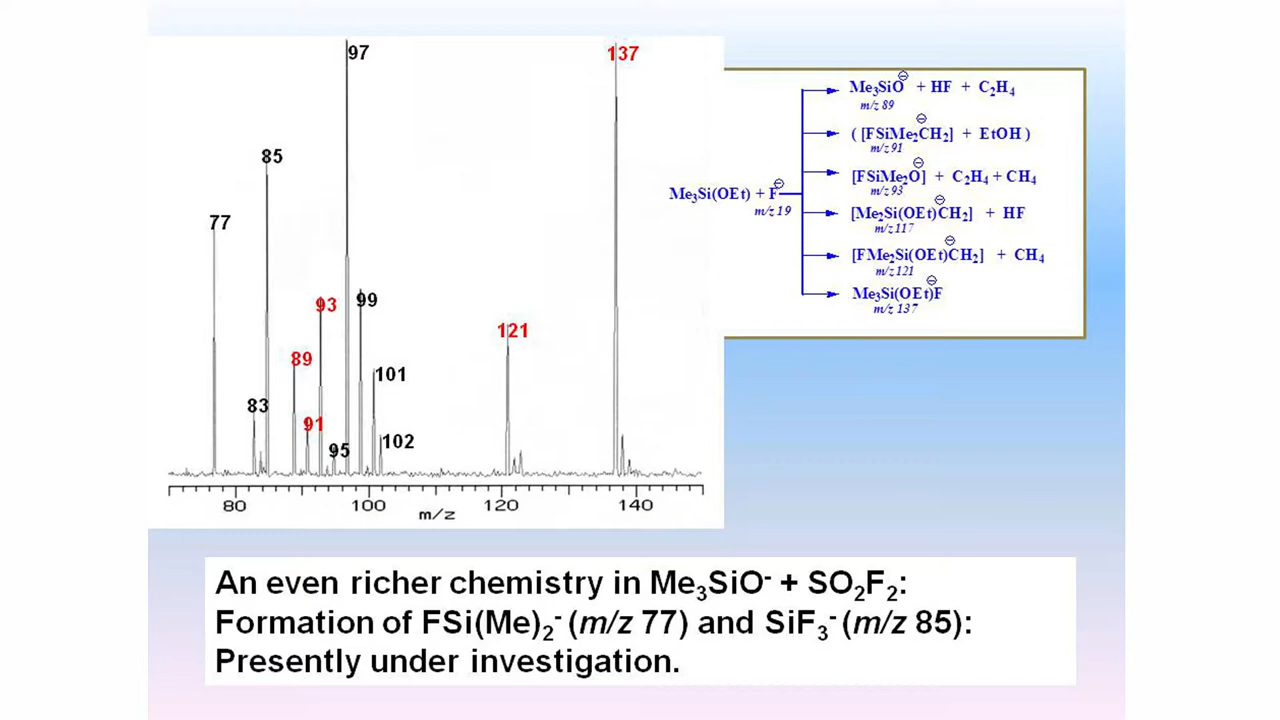 97
137
85
77
93
99
121
89
101
83
91
95
102
80
100
120
140
m/z
Me₃Si(OEt) + F⊖
m/z 19
Me₃SiO⊖ + HF + C₂H₄
m/z 89
( [FSiMe₂CH₂]⊖ + EtOH )
m/z 91
[FSiMe₂O]⊖ + C₂H₄ + CH₄
m/z 93
[Me₂Si(OEt)CH₂]⊖ + HF
m/z 117
[FMe₂Si(OEt)CH₂]⊖ + CH₄
m/z 121
Me₃Si(OEt)F⊖
m/z 137
An even richer chemistry in Me₃SiO⁻ + SO₂F₂:
Formation of FSi(Me)₂⁻ (m/z 77) and SiF₃⁻ (m/z 85):
Presently under investigation.